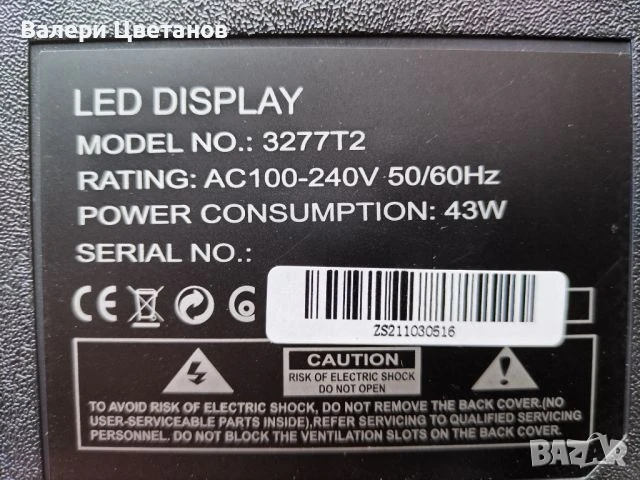 Валери Цветанов
LED DISPLAY
MODEL NO.: 3277T2
RATING: AC100-240V 50/60Hz
POWER CONSUMPTION: 43W
SERIAL NO.:
ZS211030516
CAUTION
RISK OF ELECTRIC SHOCK
DO NOT OPEN
TO AVOID RISK OF ELECTRIC SHOCK, DO NOT REMOVE THE BACK COVER.(NO
USER-SERVICEABLE PARTS INSIDE),REFER SERVICING TO QUALIFIED SERVICING
PERSONNEL. DO NOT BLOCK THE VENTILATION SLOTS ON THE BACK COVER.
BAZAR